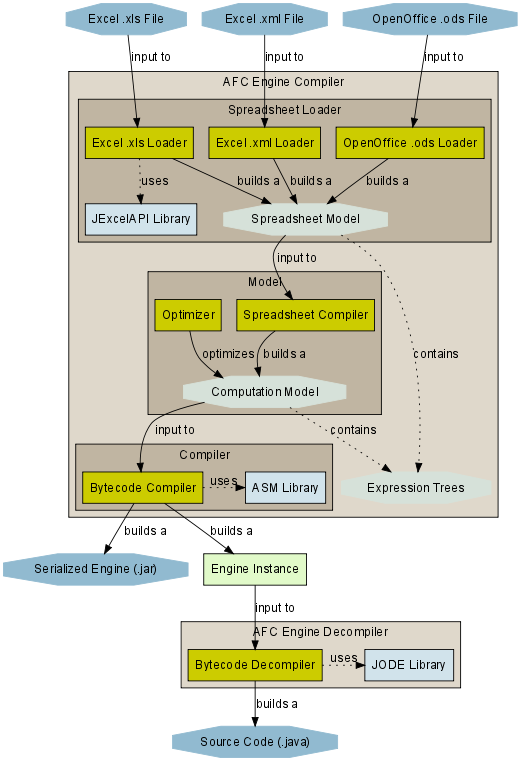 Excel .xls File
Excel .xml File
OpenOffice .ods File
input to
input to
input to
AFC Engine Compiler
Spreadsheet Loader
Excel .xls Loader
Excel .xml Loader
OpenOffice .ods Loader
uses
builds a
builds a
builds a
JExcelAPI Library
Spreadsheet Model
input to
Model
Optimizer
Spreadsheet Compiler
optimizes
builds a
contains
Computation Model
input to
contains
Compiler
Bytecode Compiler
uses
ASM Library
Expression Trees
builds a
builds a
Serialized Engine (.jar)
Engine Instance
input to
AFC Engine Decompiler
Bytecode Decompiler
uses
JODE Library
builds a
Source Code (.java)